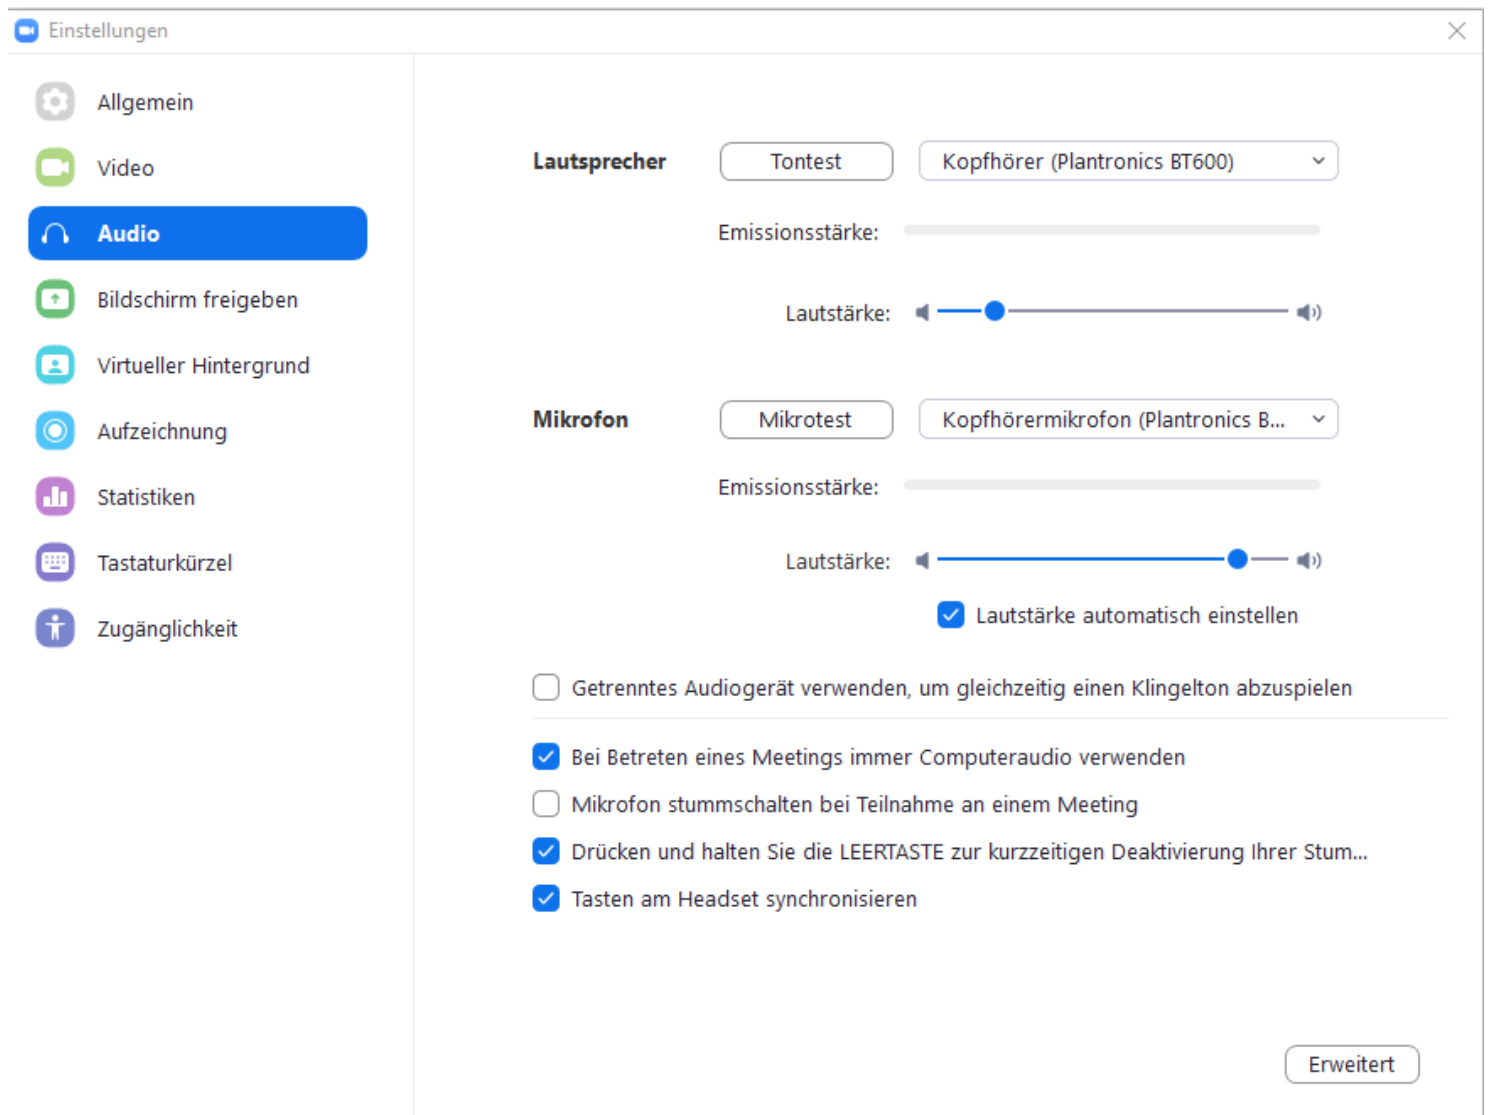 Einstellungen
Allgemein
Video
Audio
Bildschirm freigeben
Virtueller Hintergrund
Aufzeichnung
Statistiken
Tastaturkürzel
Zugänglichkeit
Lautsprecher Tontest Kopfhörer (Plantronics BT600)
Emissionsstärke:
Lautstärke:
Mikrofon Mikrotest Kopfhörermikrofon (Plantronics B...
Emissionsstärke:
Lautstärke:
Lautstärke automatisch einstellen
Getrenntes Audiogerät verwenden, um gleichzeitig einen Klingelton abzuspielen
Bei Betreten eines Meetings immer Computeraudio verwenden
Mikrofon stummschalten bei Teilnahme an einem Meeting
Drücken und halten Sie die LEERTASTE zur kurzzeitigen Deaktivierung Ihrer Stum...
Tasten am Headset synchronisieren
Erweitert